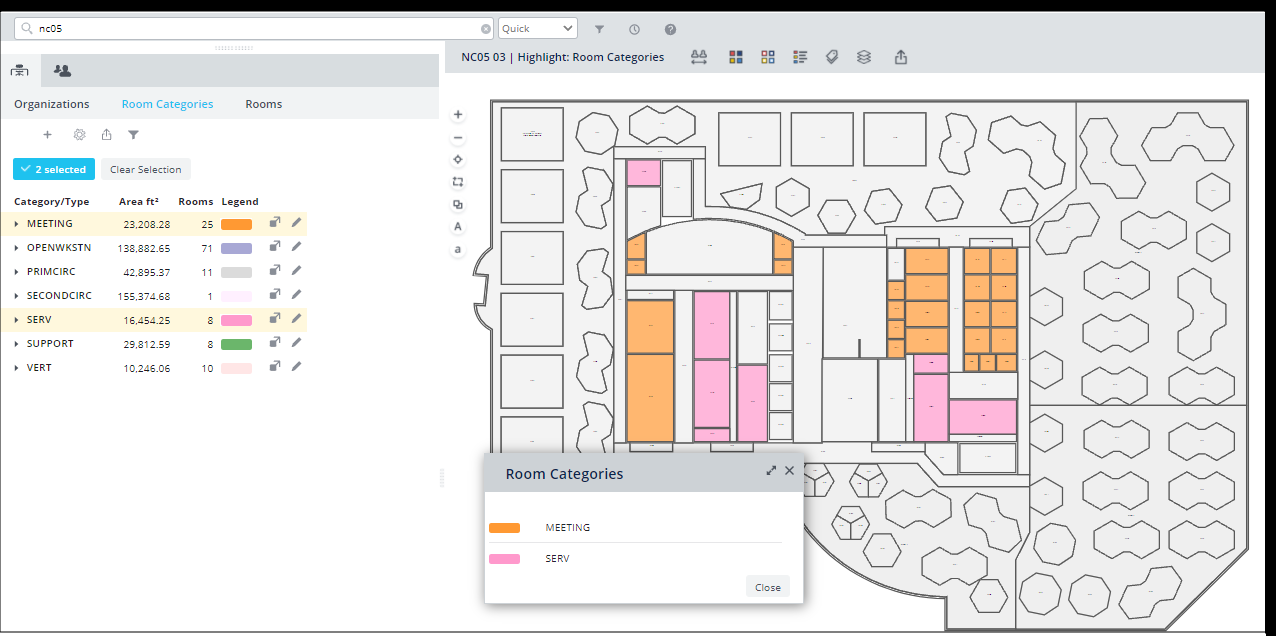 nc05
Quick
NC05 03 | Highlight: Room Categories
Organizations Room Categories Rooms
2 selected Clear Selection
Category/Type Area ft² Rooms Legend
MEETING 23,208.28 25
OPENWKSTN 138,882.65 71
PRIMCIRC 42,895.37 11
SECONDCIRC 155,374.68 1
SERV 16,454.25 8
SUPPORT 29,812.59 8
VERT 10,246.06 10
A
a
Room Categories
MEETING
SERV
Close